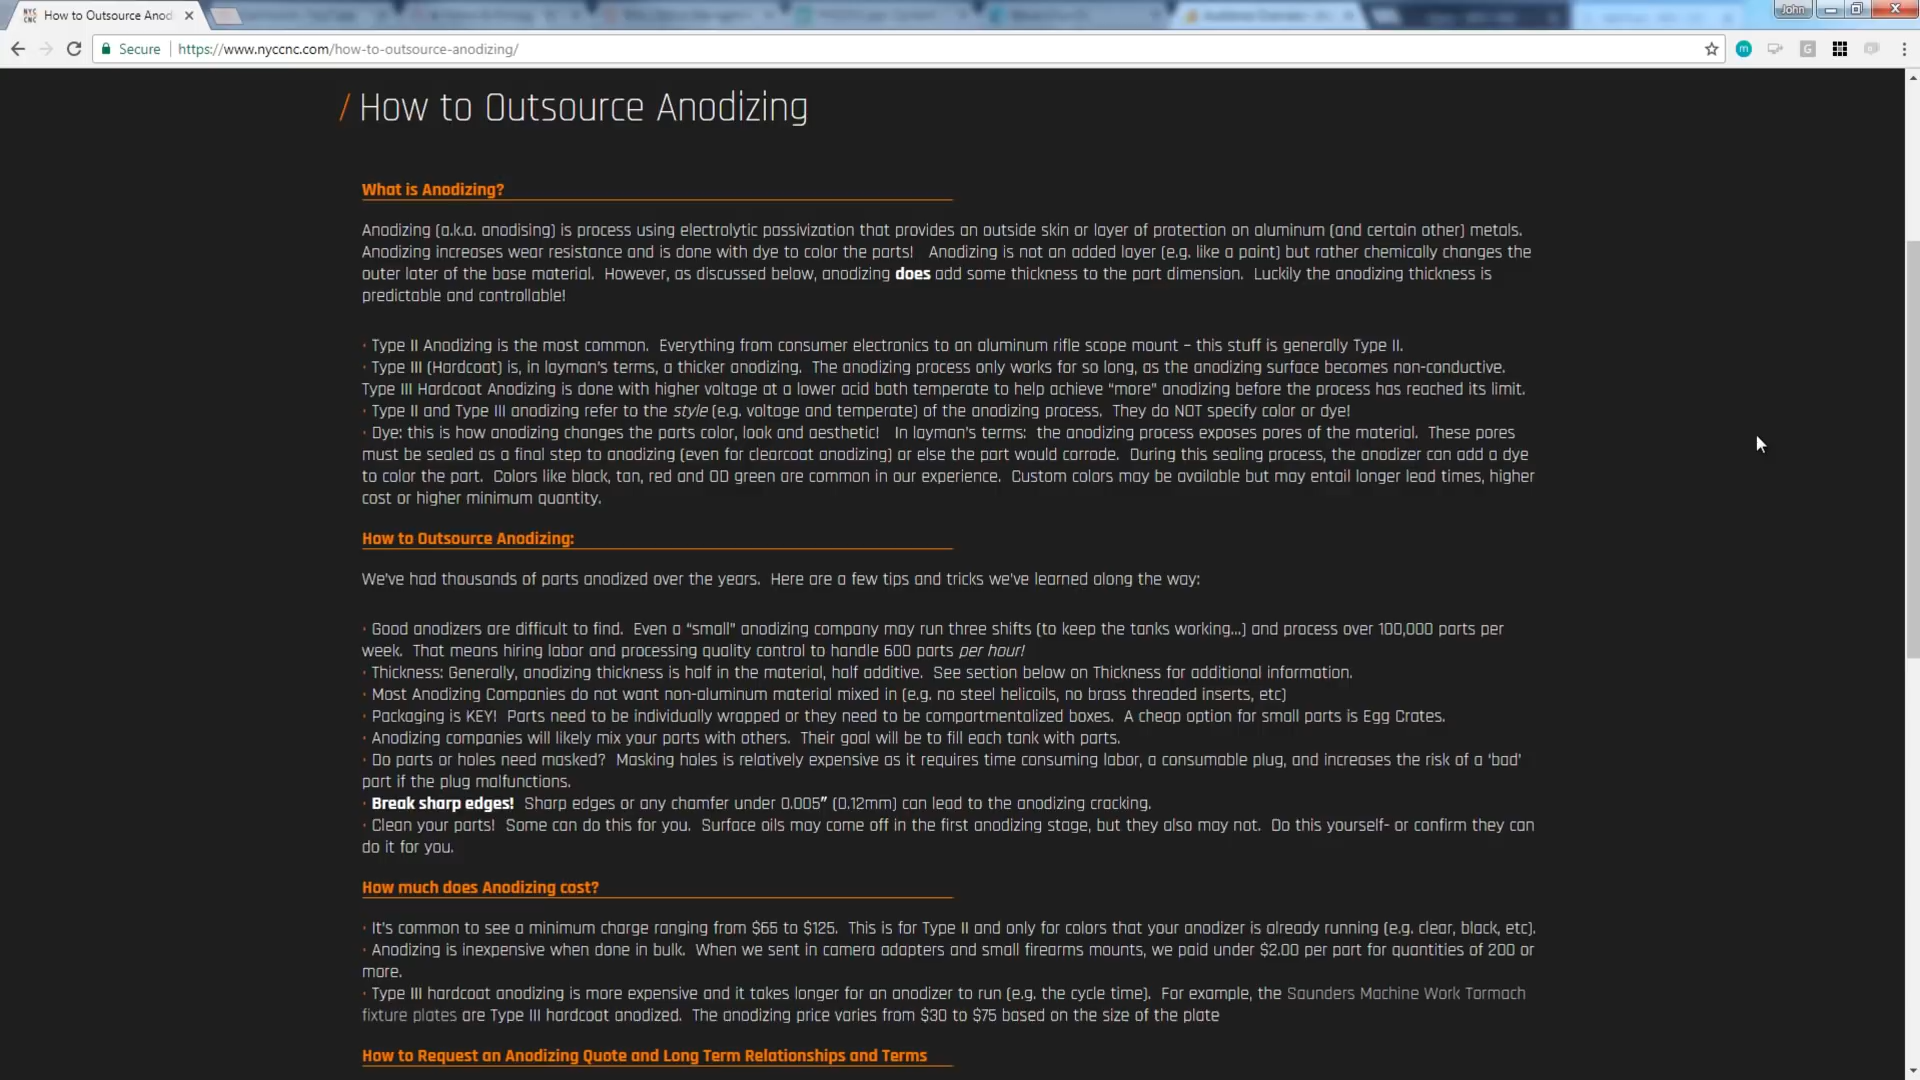 NYC CNC
How to Outsource Anod
John
Secure
https://www.nyccnc.com/how-to-outsource-anodizing/
/ How to Outsource Anodizing
What is Anodizing?
Anodizing (a.k.a. anodising) is process using electrolytic passivization that provides an outside skin or layer of protection on aluminum (and certain other) metals.
Anodizing increases wear resistance and is done with dye to color the parts! Anodizing is not an added layer (e.g. like a paint) but rather chemically changes the
outer later of the base material. However, as discussed below, anodizing does add some thickness to the part dimension. Luckily the anodizing thickness is
predictable and controllable!
· Type II Anodizing is the most common. Everything from consumer electronics to an aluminum rifle scope mount – this stuff is generally Type II.
· Type III (Hardcoat) is, in layman's terms, a thicker anodizing. The anodizing process only works for so long, as the anodizing surface becomes non-conductive.
Type III Hardcoat Anodizing is done with higher voltage at a lower acid bath temperate to help achieve “more” anodizing before the process has reached its limit.
· Type II and Type III anodizing refer to the style (e.g. voltage and temperate) of the anodizing process. They do NOT specify color or dye!
· Dye: this is how anodizing changes the parts color, look and aesthetic! In layman's terms: the anodizing process exposes pores of the material. These pores
must be sealed as a final step to anodizing (even for clearcoat anodizing) or else the part would corrode. During this sealing process, the anodizer can add a dye
to color the part. Colors like black, tan, red and OD green are common in our experience. Custom colors may be available but may entail longer lead times, higher
cost or higher minimum quantity.
How to Outsource Anodizing:
We've had thousands of parts anodized over the years. Here are a few tips and tricks we've learned along the way:
· Good anodizers are difficult to find. Even a “small” anodizing company may run three shifts (to keep the tanks working…) and process over 100,000 parts per
week. That means hiring labor and processing quality control to handle 600 parts per hour!
· Thickness: Generally, anodizing thickness is half in the material, half additive. See section below on Thickness for additional information.
· Most Anodizing Companies do not want non-aluminum material mixed in (e.g. no steel helicoils, no brass threaded inserts, etc)
· Packaging is KEY! Parts need to be individually wrapped or they need to be compartmentalized boxes. A cheap option for small parts is Egg Crates.
· Anodizing companies will likely mix your parts with others. Their goal will be to fill each tank with parts.
· Do parts or holes need masked? Masking holes is relatively expensive as it requires time consuming labor, a consumable plug, and increases the risk of a ‘bad’
part if the plug malfunctions.
· Break sharp edges! Sharp edges or any chamfer under 0.005″ (0.12mm) can lead to the anodizing cracking.
· Clean your parts! Some can do this for you. Surface oils may come off in the first anodizing stage, but they also may not. Do this yourself- or confirm they can
do it for you.
How much does Anodizing cost?
· It's common to see a minimum charge ranging from $65 to $125. This is for Type II and only for colors that your anodizer is already running (e.g. clear, black, etc).
· Anodizing is inexpensive when done in bulk. When we sent in camera adapters and small firearms mounts, we paid under $2.00 per part for quantities of 200 or
more.
· Type III hardcoat anodizing is more expensive and it takes longer for an anodizer to run (e.g. the cycle time). For example, the Saunders Machine Work Tormach
fixture plates are Type III hardcoat anodized. The anodizing price varies from $30 to $75 based on the size of the plate
How to Request an Anodizing Quote and Long Term Relationships and Terms